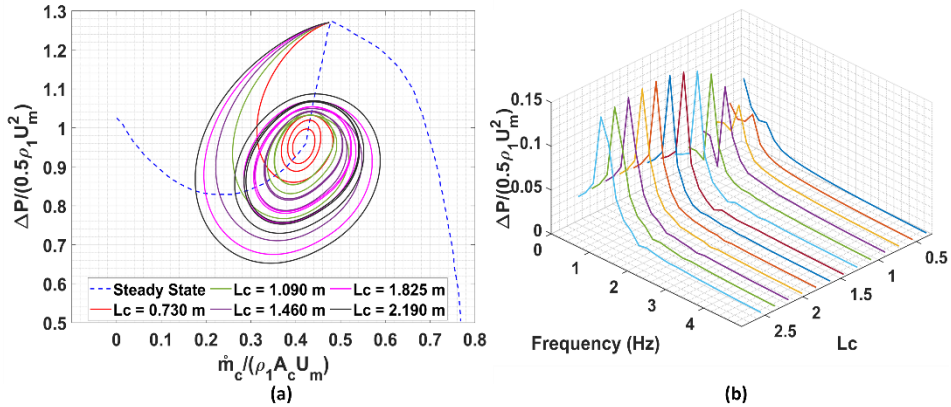 (a)
1.3
1.2
1.1
1
0.9
0.8
0.7
0.6
0.5
ΔP/(0.5ρ₁U²ₘ)
Steady State
Lc = 1.090 m
Lc = 1.825 m
Lc = 0.730 m
Lc = 1.460 m
Lc = 2.190 m
0 0.1 0.2 0.3 0.4 0.5 0.6 0.7 0.8
m̊_c/(ρ₁A_cUₘ)
(a)
(b)
0.15
0.1
0.05
0
ΔP/(0.5ρ₁U²ₘ)
0 1 2 3 4
Frequency (Hz)
2.5 2 1.5 1 0.5
Lc
(b)